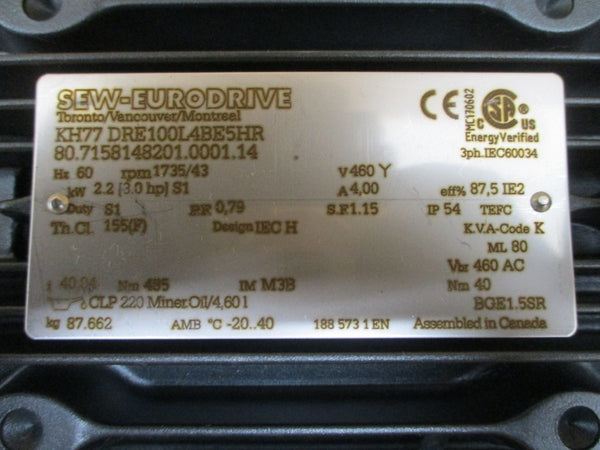 SEW-EURODRIVE
Toronto/Vancouver/Montreal
KH77 DRE100L4BE5HR
80.7158148201.0001.14
CE MC170602 CSA C US
EnergyVerified
3ph.IEC60034
Hz 60 rpm 1735/43 V 460 Y
kW 2.2 [3.0 hp] S1 A 4,00 eff% 87,5 IE2
Duty S1 P.F. 0,79 S.F. 1.15 IP 54 TEFC
Th.Cl. 155(F) Design IEC H K.V.A-Code K
ML 80
Vbr 460 AC
i 40,04 Nm 485 IM M3B Nm 40
CLP 220 Miner.Oil/4,60 l BGE1.5SR
kg 87.662 AMB °C -20..40 188 573 1 EN Assembled in Canada